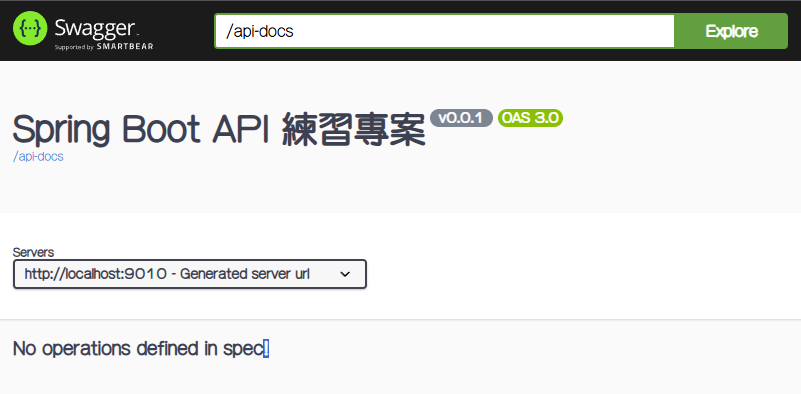 Swagger.
Supported by SMARTBEAR
/api-docs
Explore
Spring Boot API 練習專案 v0.0.1 OAS 3.0
/api-docs
Servers
http://localhost:9010 - Generated server url
No operations defined in spec!